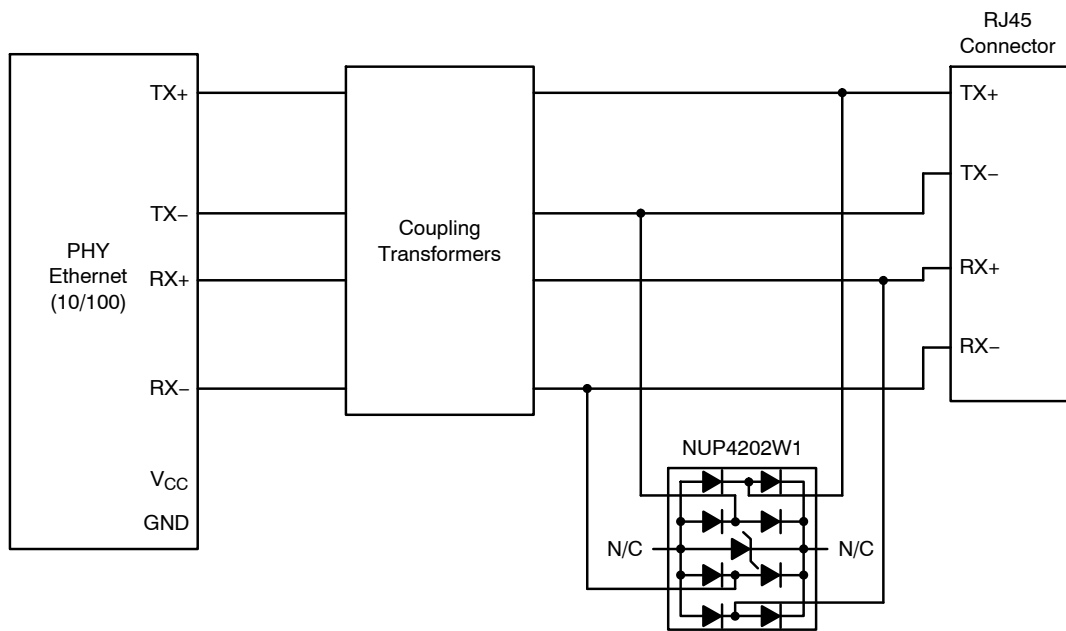 RJ45
Connector
TX+
TX+
TX−
TX−
Coupling
Transformers
PHY
Ethernet
(10/100)
RX+
RX+
RX−
RX−
NUP4202W1
VCC
GND
N/C
N/C